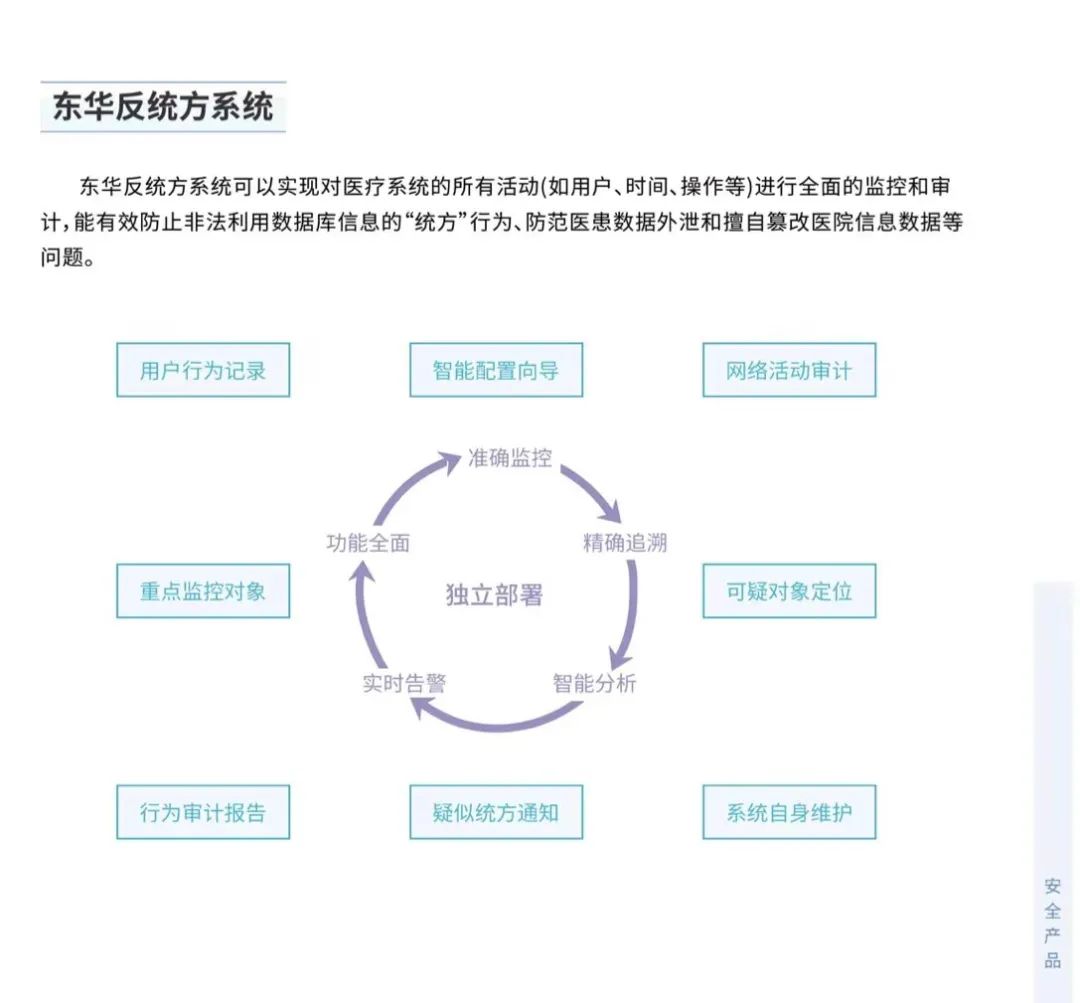 东华反统方系统
东华反统方系统可以实现对医疗系统的所有活动(如用户、时间、操作等)进行全面的监控和审
计，能有效防止非法利用数据库信息的“统方”行为、防范医患数据外泄和擅自篡改医院信息数据等
问题。
用户行为记录
智能配置向导
网络活动审计
准确监控
功能全面
精确追溯
重点监控对象
独立部署
可疑对象定位
实时告警
智能分析
行为审计报告
疑似统方通知
系统自身维护
安全产品